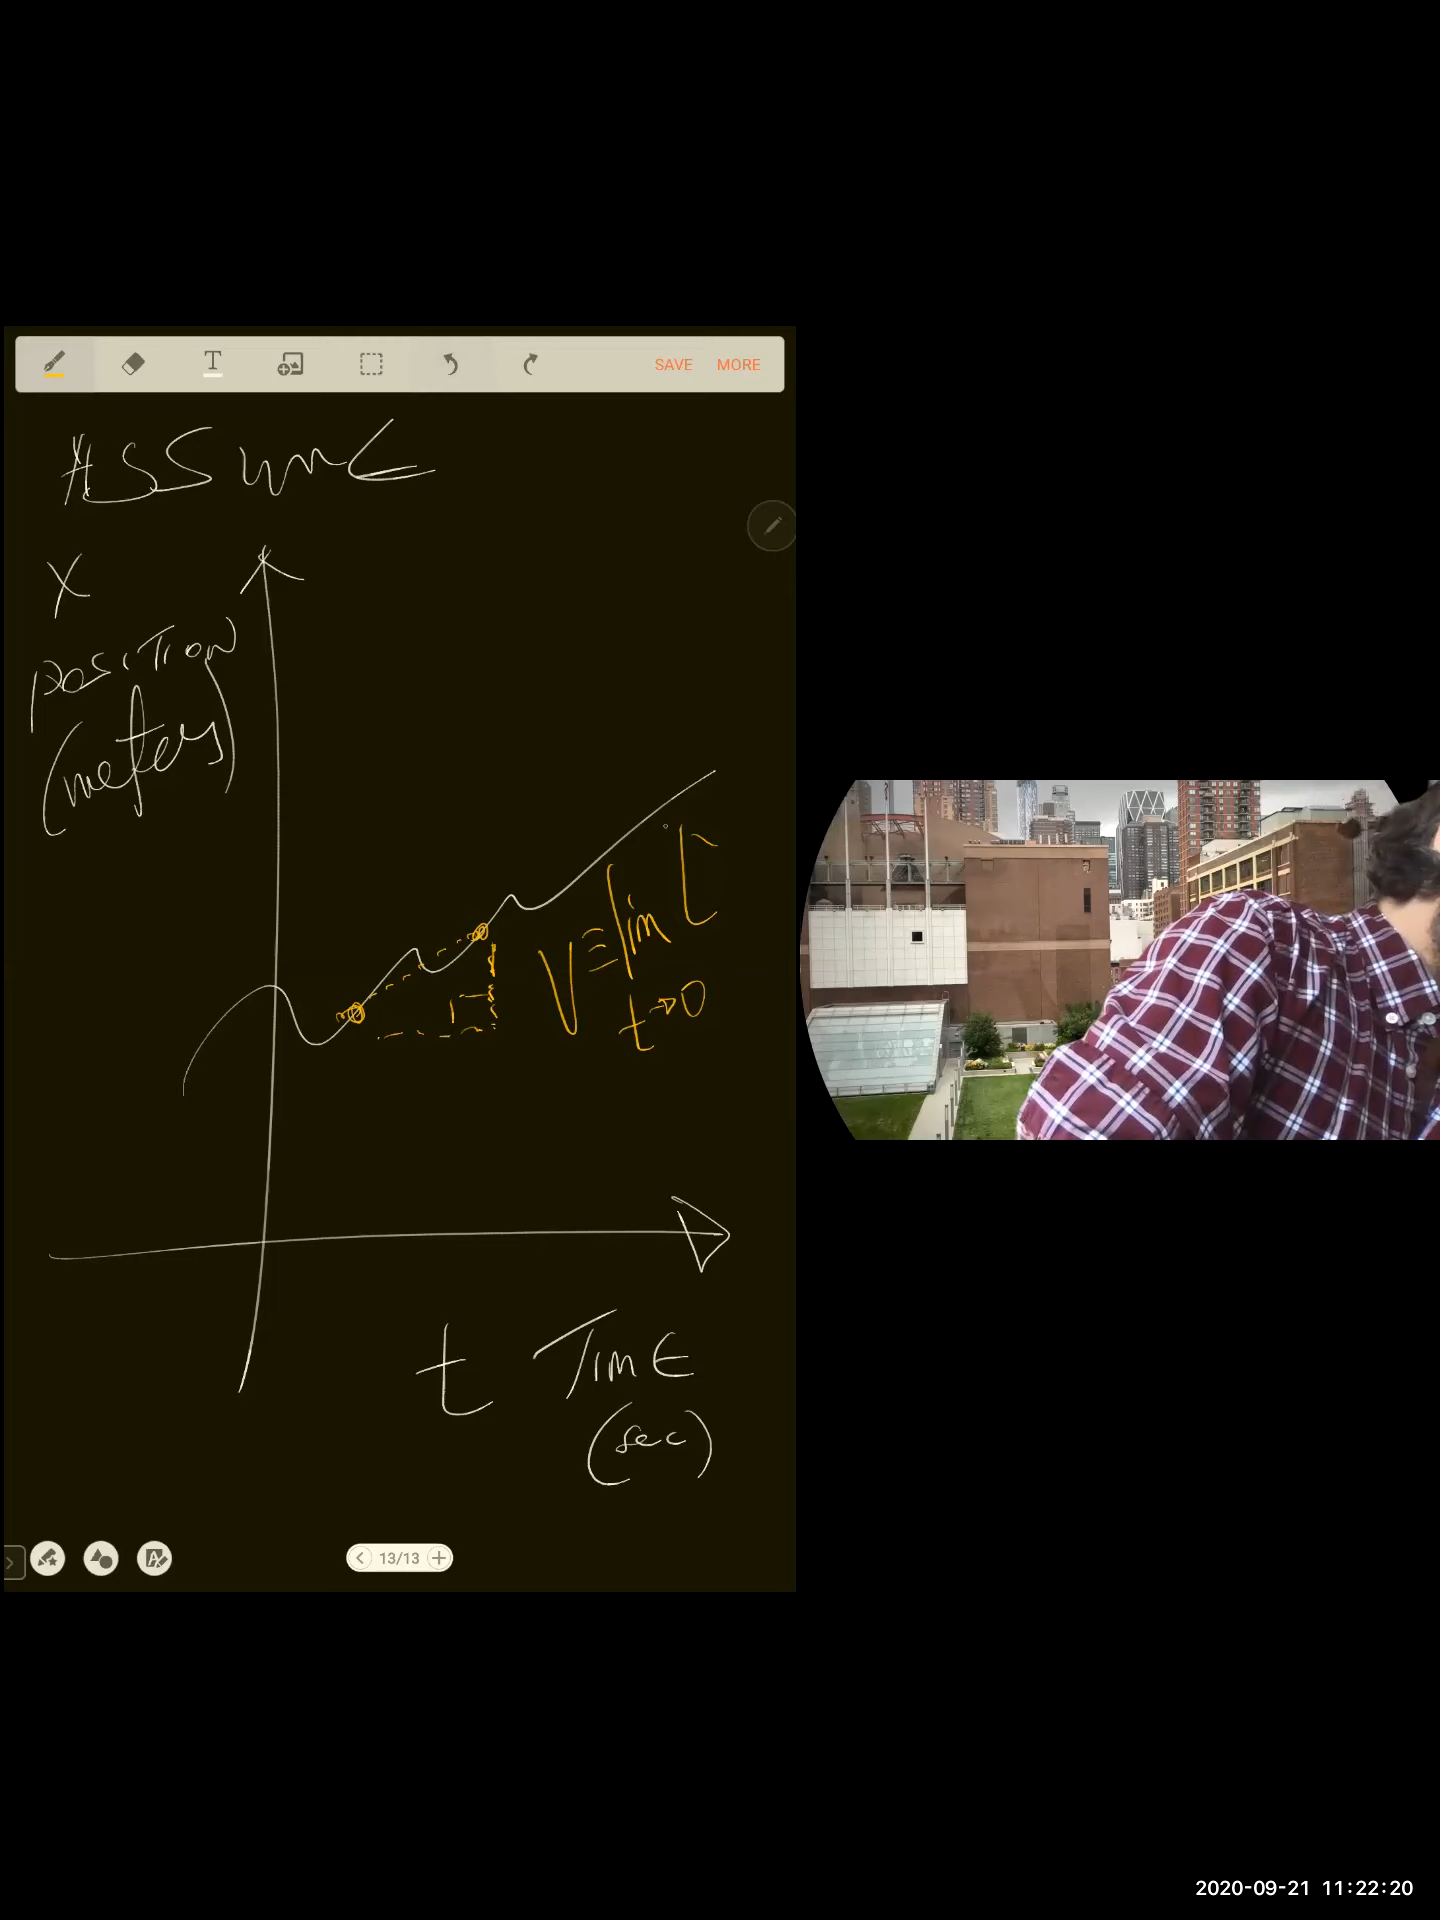 SAVE MORE
ASSUME
X
POSITION
(meters)
V = lim [
t→0
t TIME
(sec)
13/13
2020-09-21 11:22:20